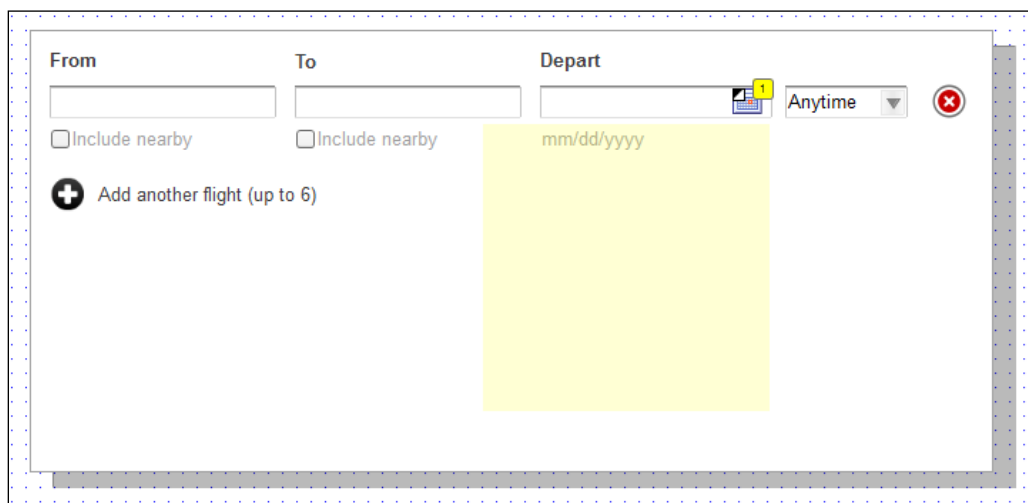 From To Depart
1
Anytime
Include nearby Include nearby mm/dd/yyyy
Add another flight (up to 6)